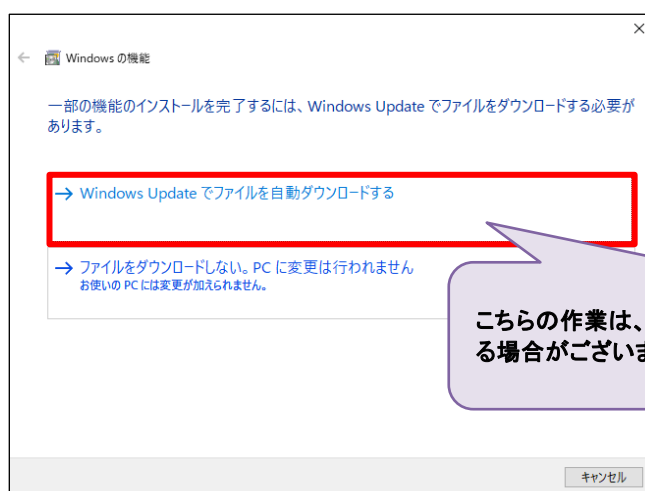 Windows の機能
一部の機能のインストールを完了するには、Windows Update でファイルをダウンロードする必要が
あります。
→ Windows Update でファイルを自動ダウンロードする
→ ファイルをダウンロードしない。PC に変更は行われません
お使いの PC には変更が加えられません。
こちらの作業は、
る場合がございま
キャンセル